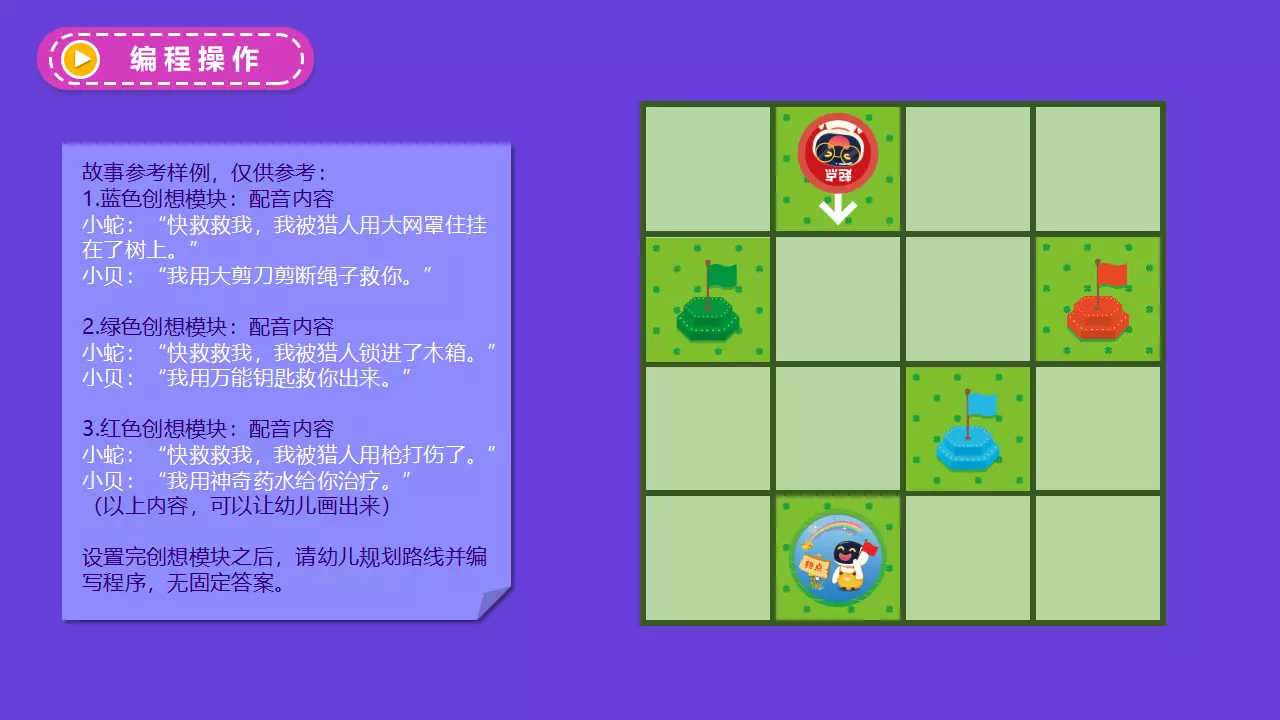 编程操作
故事参考样例，仅供参考：
1.蓝色创想模块：配音内容
小蛇：“快救救我，我被猎人用大网罩住挂
在了树上。”
小贝：“我用大剪刀剪断绳子救你。”
2.绿色创想模块：配音内容
小蛇：“快救救我，我被猎人锁进了木箱。”
小贝：“我用万能钥匙救你出来。”
3.红色创想模块：配音内容
小蛇：“快救救我，我被猎人用枪打伤了。”
小贝：“我用神奇药水给你治疗。”
（以上内容，可以让幼儿画出来）
设置完创想模块之后，请幼儿规划路线并编
写程序，无固定答案。
起点
终点